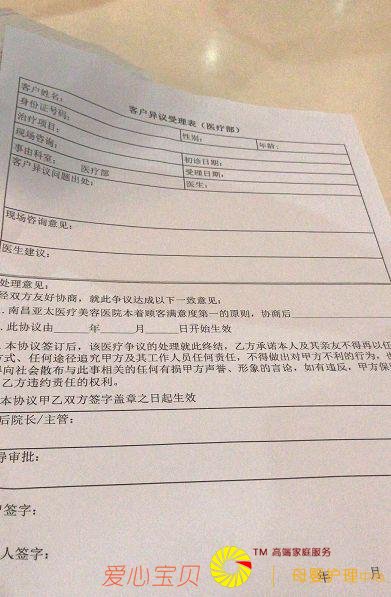 客户异议受理表（医疗部）
客户姓名： 性别： 年龄：
身份证号码：
治疗项目： 初诊日期：
现场咨询： 受理日期：
事由科室： 医疗部 医生：
客户异议问题出处：
现场咨询意见：
医生建议：
处理意见：
经双方友好协商，就此争议达成以下一致意见：
.南昌亚太医疗美容医院本着顾客满意度第一的原则，协商后
.此协议由 年 月 日开始生效
本协议签订后，该医疗争议的处理就此终结，乙方承诺本人及其亲友不得再以任
方式、任何途径追究甲方及其工作人员任何责任，不得做出对甲方不利的行为，也
得向社会散布与此事相关的任何有损甲方声誉、形象的言论，如有违反，甲方保
乙方违约责任的权利。
本协议甲乙双方签字盖章之日起生效
后院长/主管：
导审批：
签字：
人签字：
年 月
爱心宝贝 TM 高端家庭服务 母婴护理中心